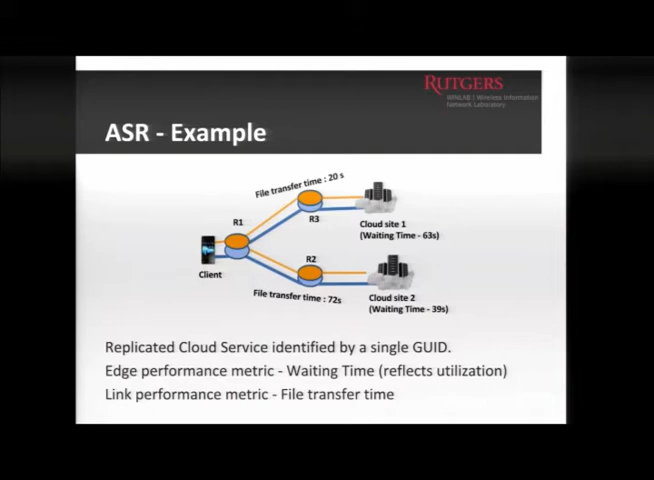 RUTGERS
WINLAB | Wireless Information
Network Laboratory
ASR - Example
File transfer time : 20 s
R1
R3
Cloud site 1
(Waiting Time - 63s)
Client
R2
File transfer time : 72s
Cloud site 2
(Waiting Time - 39s)
Replicated Cloud Service identified by a single GUID.
Edge performance metric - Waiting Time (reflects utilization)
Link performance metric - File transfer time